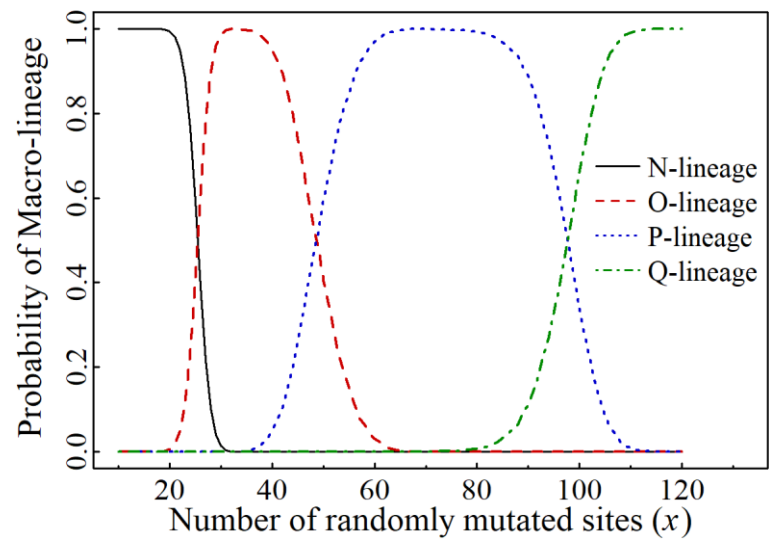 Probability of Macro-lineage
1.0
0.8
0.6
0.4
0.2
0.0
N-lineage
O-lineage
P-lineage
Q-lineage
20 40 60 80 100 120
Number of randomly mutated sites (x)